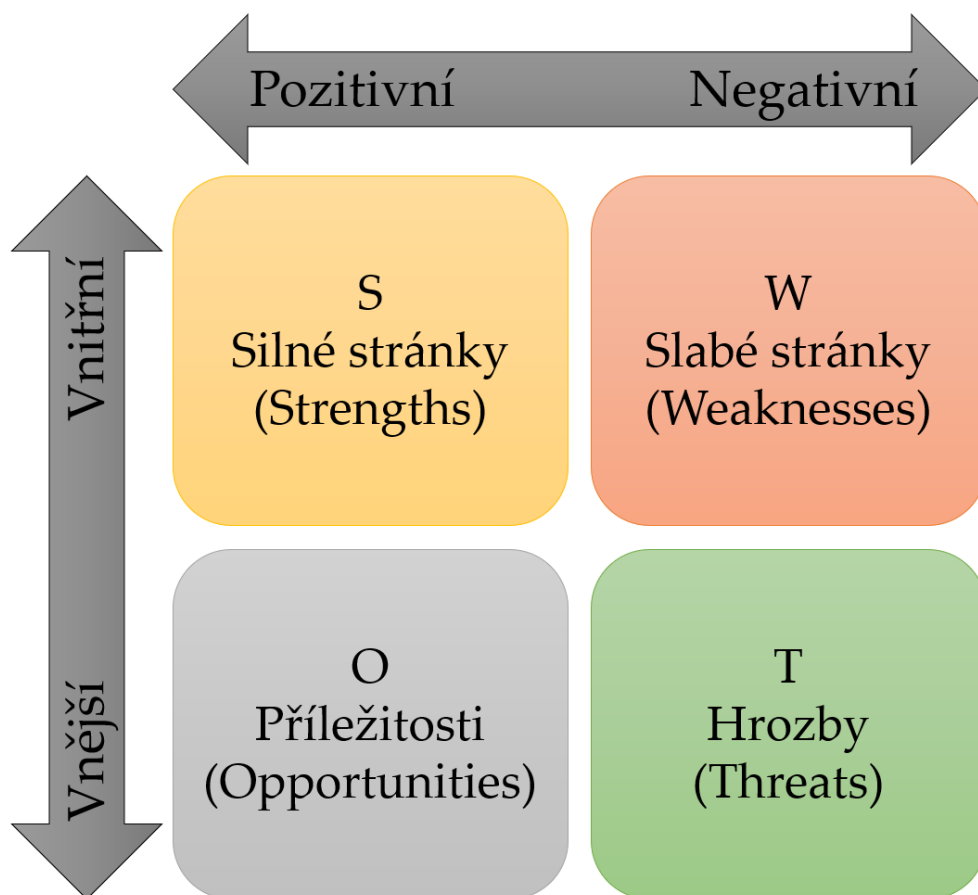 Pozitivní Negativní
Vnitřní
S
Silné stránky
(Strengths)
W
Slabé stránky
(Weaknesses)
Vnější
O
Příležitosti
(Opportunities)
T
Hrozby
(Threats)